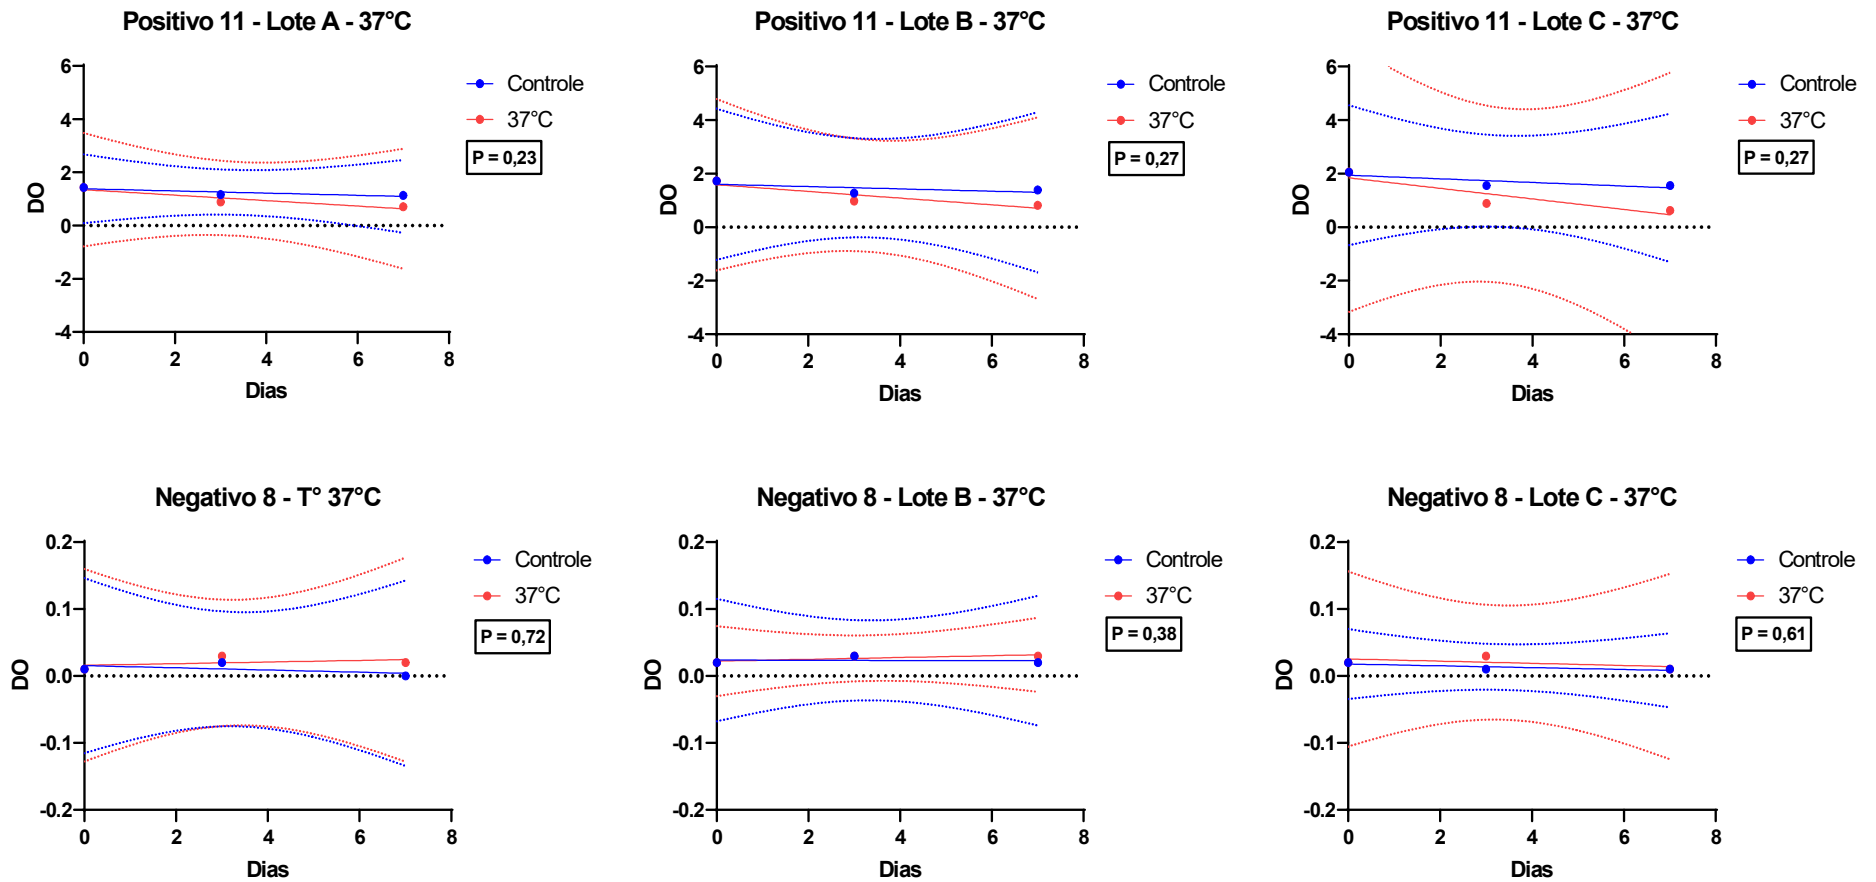 Positivo 11 - Lote A - 37°C
6
4
2
0
-2
-4
DO
0 2 4 6 8
Dias
Controle
37°C
P = 0,23
Positivo 11 - Lote B - 37°C
6
4
2
0
-2
-4
DO
0 2 4 6 8
Dias
Controle
37°C
P = 0,27
Positivo 11 - Lote C - 37°C
6
4
2
0
-2
-4
DO
0 2 4 6 8
Dias
Controle
37°C
P = 0,27
Negativo 8 - T° 37°C
0.2
0.1
0.0
-0.1
-0.2
DO
0 2 4 6 8
Dias
Controle
37°C
P = 0,72
Negativo 8 - Lote B - 37°C
0.2
0.1
0.0
-0.1
-0.2
DO
0 2 4 6 8
Dias
Controle
37°C
P = 0,38
Negativo 8 - Lote C - 37°C
0.2
0.1
0.0
-0.1
-0.2
DO
0 2 4 6 8
Dias
Controle
37°C
P = 0,61